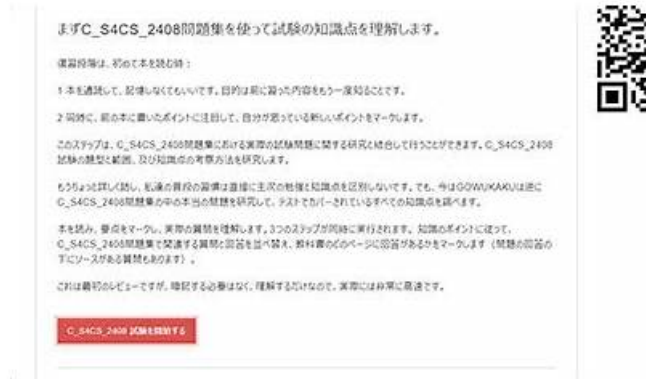 まずC_S4CS_2408問題集を使って試験の知識点を理解します。
復習段階は、初めて本を読む時：
1 本を通読して、記憶しなくてもいいです。目的は前に習った内容をもう一度知ることです。
2 同時に、前の本に書いたポイントに注目して、自分が思っている新しいポイントをマークします。
このステップは、C_S4CS_2408問題集における実際の試験問題に関する研究と結合して行うことができます。C_S4CS_2408
試験の題型と範囲、及び知識点の考察方法を研究します。
もうちょっと詳しく話し、私達の普段の習慣は直接に主次の勉強と知識点を区別しないです。でも、今はGOWUKAKUは逆に
C_S4CS_2408問題集の中の本当の問題を研究して、テストでカバーされているすべての知識点を調べます。
本を読み、要点をマークし、実際の質問を理解します。3つのステップが同時に実行されます。知識のポイントに従って、
C_S4CS_2408問題集で関連する質問と回答を並べ替え、教科書のどのページに回答があるかをマークします（問題の回答の
下にソースがある質問もあります）。
これは最初のレビューですが、暗記する必要はなく、理解するだけなので、実際には非常に高速です。
C_S4CS_2408 試験を開始する